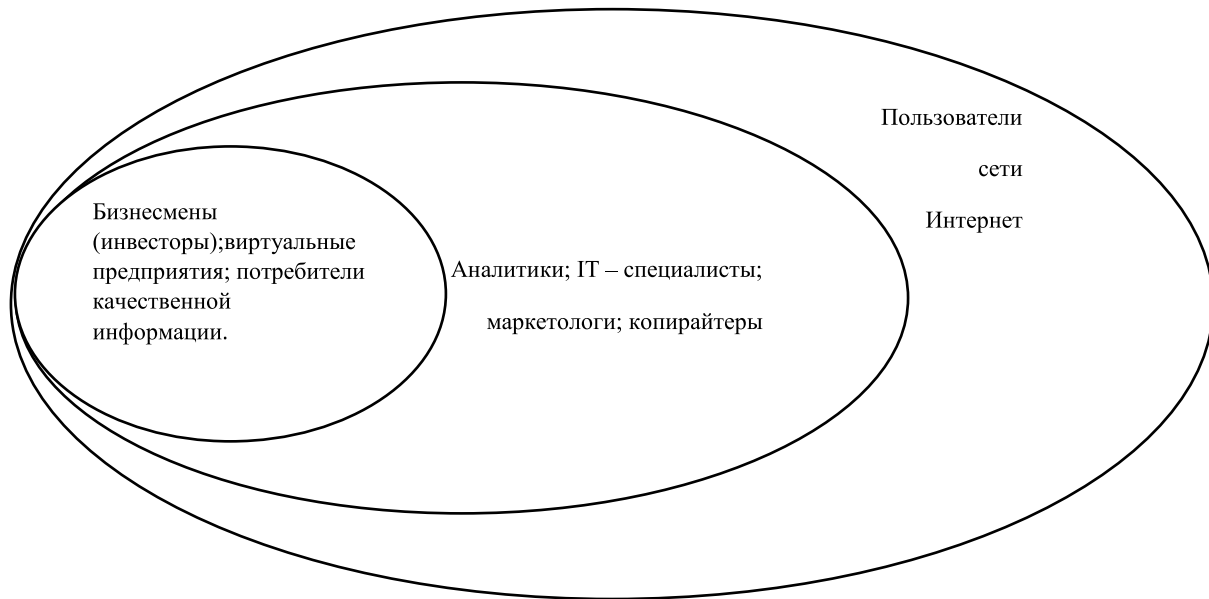 Бизнесмены
(инвесторы);виртуальные
предприятия; потребители
качественной
информации.
Аналитики; IT – специалисты;
маркетологи; копирайтеры
Пользователи
сети
Интернет